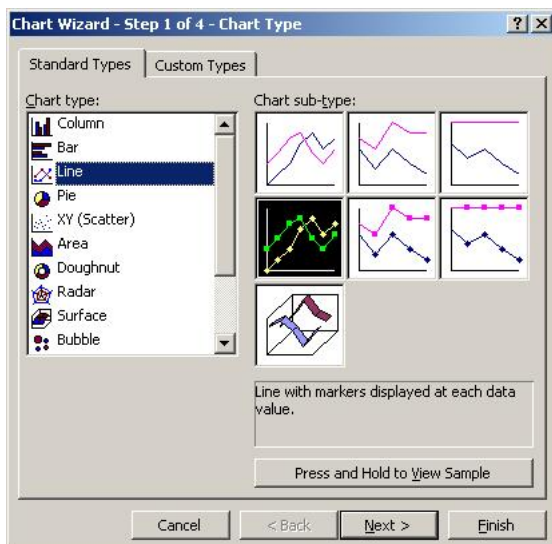 Chart Wizard - Step 1 of 4 - Chart Type
Standard Types
Custom Types
Chart type:
Column
Bar
Line
Pie
XY (Scatter)
Area
Doughnut
Radar
Surface
Bubble
Chart sub-type:
Line with markers displayed at each data
value.
Press and Hold to View Sample
Cancel
< Back
Next >
Finish